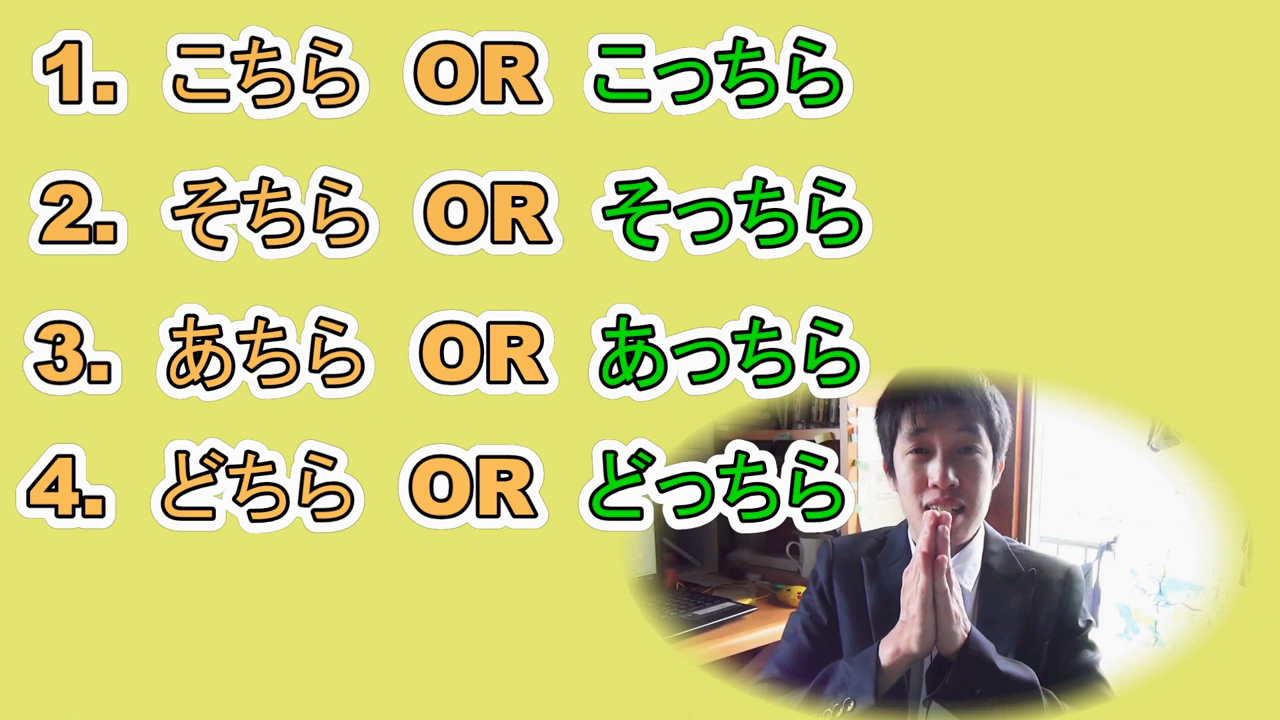 1. こちら OR こっちら
2. そちら OR そっちら
3. あちら OR あっちら
4. どちら OR どっちら